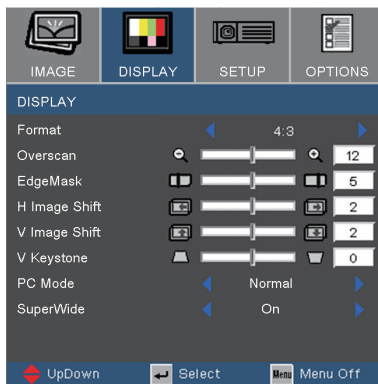 IMAGE DISPLAY SETUP OPTIONS
DISPLAY
Format 4:3
Overscan 12
EdgeMask 5
H Image Shift 2
V Image Shift 2
V Keystone 0
PC Mode Normal
SuperWide On
UpDown Select Menu Menu Off